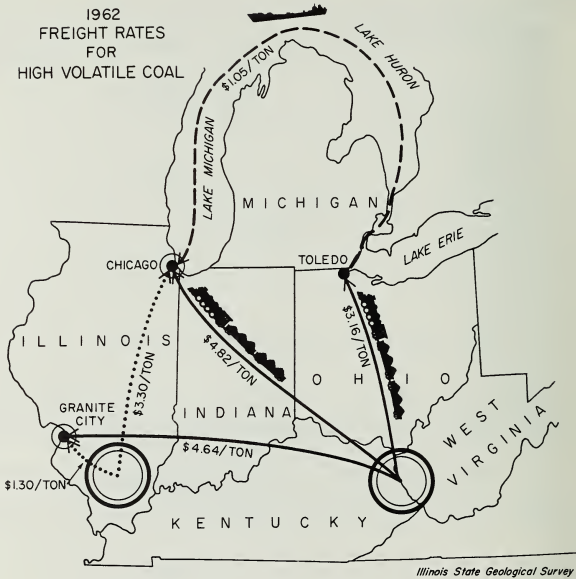 1962
FREIGHT RATES
FOR
HIGH VOLATILE COAL
$1.05/TON
LAKE HURON
LAKE MICHIGAN
MICHIGAN
LAKE ERIE
CHICAGO
TOLEDO
ILLINOIS
$3.30/TON
$4.82/TON
$3.16/TON
OHIO
INDIANA
GRANITE
CITY
$4.64/TON
$1.30/TON
WEST
VIRGINIA
KENTUCKY
Illinois State Geological Survey